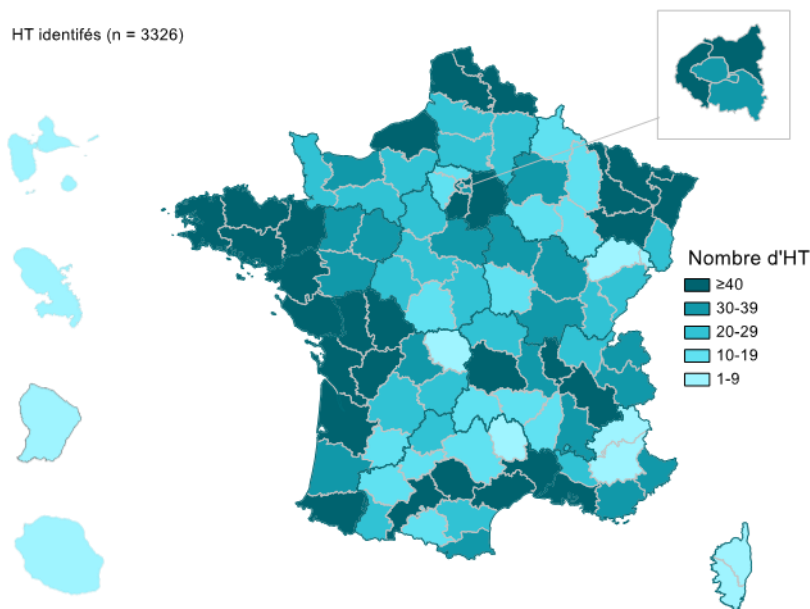 HT identifés (n = 3326)
Nombre d'HT
≥40
30-39
20-29
10-19
1-9